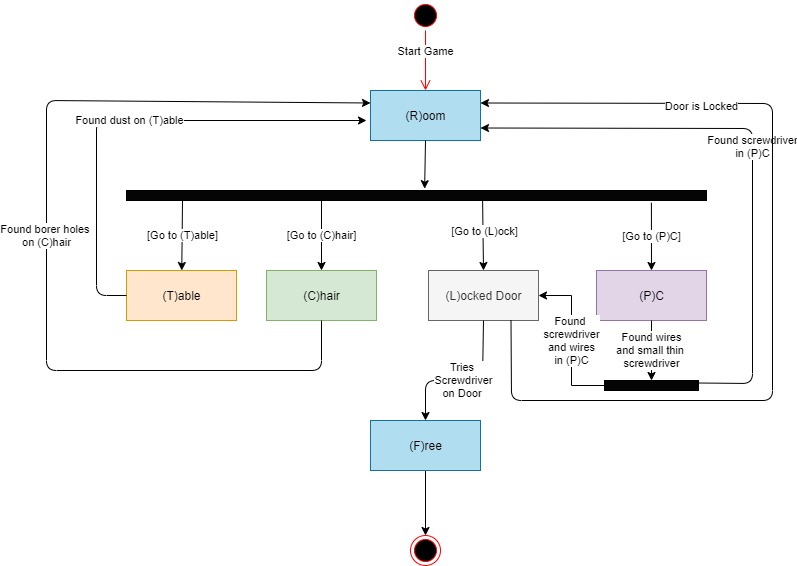 Start Game
(R)oom
Door is Locked
Found dust on (T)able
Found screwdriver
in (P)C
Found borer holes
on (C)hair
[Go to (T)able]
[Go to (C)hair]
[Go to (L)ock]
[Go to (P)C]
(T)able
(C)hair
(L)ocked Door
(P)C
Found
screwdriver
and wires
in (P)C
Found wires
and small thin
screwdriver
Tries
Screwdriver
on Door
(F)ree